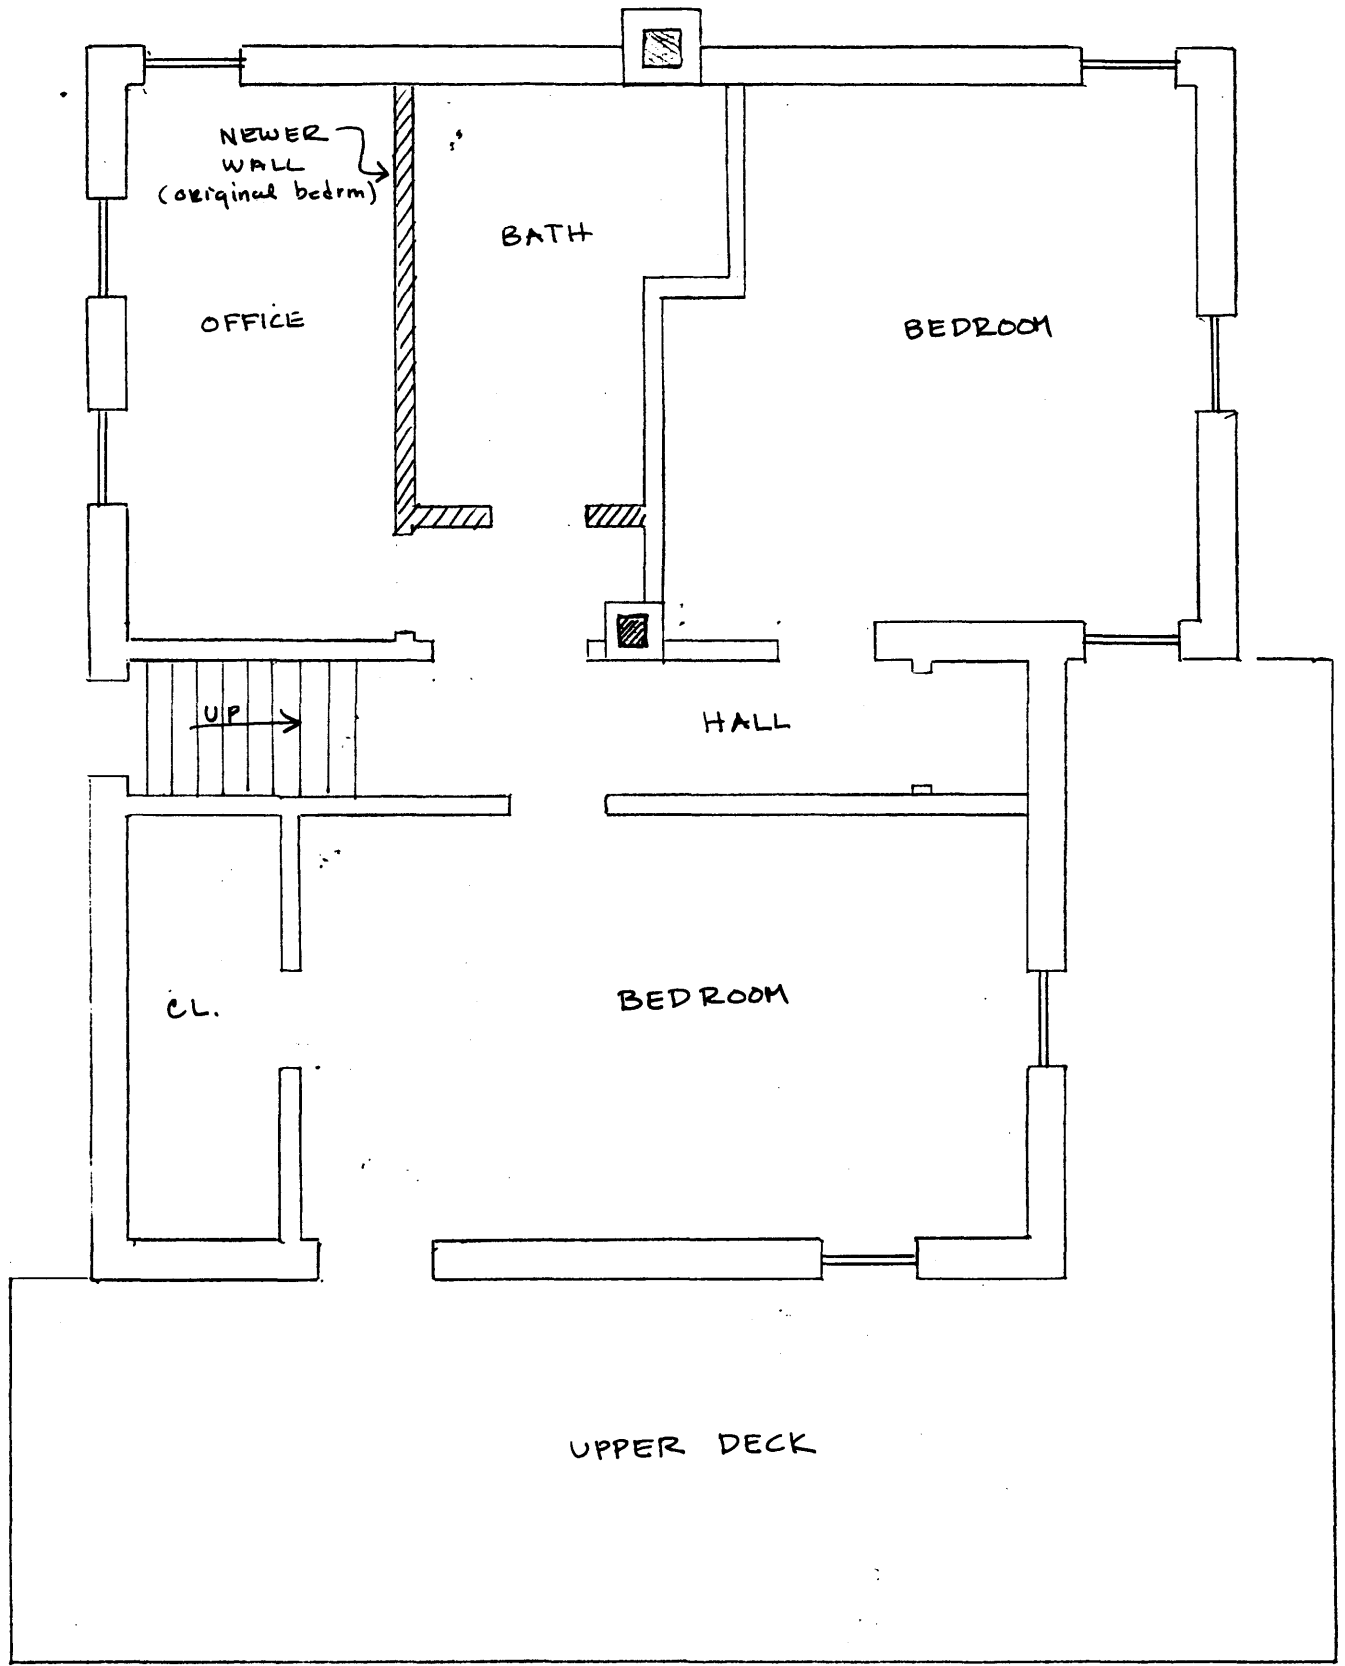 NEWER
WALL
(original bedrm)
BATH
OFFICE
BEDROOM
UP
HALL
CL.
BEDROOM
UPPER DECK